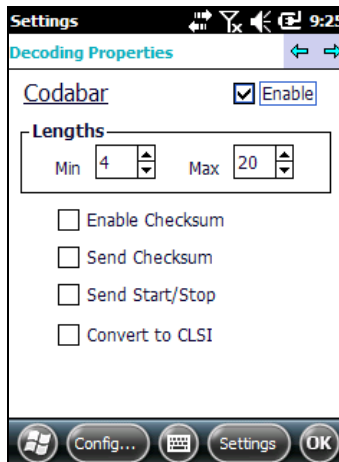 Settings 9:25
Decoding Properties
Codabar Enable
Lengths
Min 4 Max 20
Enable Checksum
Send Checksum
Send Start/Stop
Convert to CLSI
Config... Settings OK